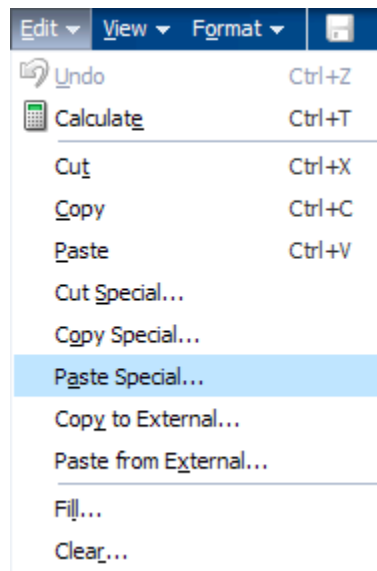 Edit View Format
Undo Ctrl+Z
Calculate Ctrl+T
Cut Ctrl+X
Copy Ctrl+C
Paste Ctrl+V
Cut Special...
Copy Special...
Paste Special...
Copy to External...
Paste from External...
Fill...
Clear...